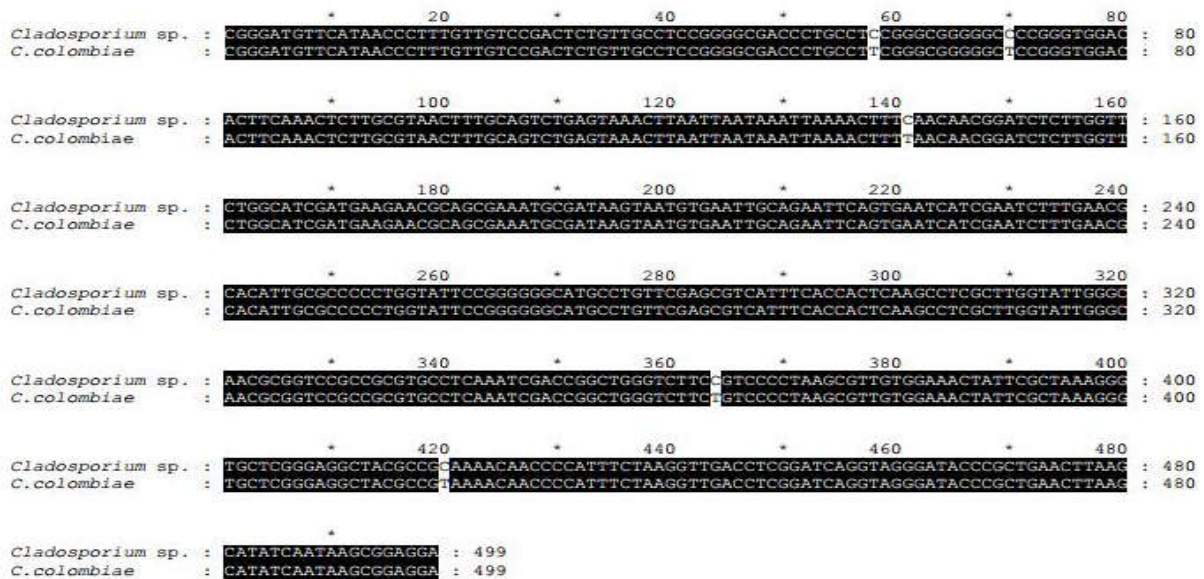 * 20 * 40 * 60 * 80
Cladosporium sp. : CGGGATGTTCATAACCCTTTGTTGTCCGACTCTGTTGCCTCCGGGGCGACCCTGCCTCCGGGCGGGGGCCCCGGGTGGAC : 80
C.colombiae : CGGGATGTTCATAACCCTTTGTTGTCCGACTCTGTTGCCTCCGGGGCGACCCTGCCTTCGGGCGGGGGCTCCGGGTGGAC : 80
* 100 * 120 * 140 * 160
Cladosporium sp. : ACTTCAAACTCTTGCGTAACTTTGCAGTCTGAGTAAACTTAATTAATAAATTAAAACTTTCAACAACGGATCTCTTGGTT : 160
C.colombiae : ACTTCAAACTCTTGCGTAACTTTGCAGTCTGAGTAAACTTAATTAATAAATTAAAACTTTTAACAACGGATCTCTTGGTT : 160
* 180 * 200 * 220 * 240
Cladosporium sp. : CTGGCATCGATGAAGAACGCAGCGAAATGCGATAAGTAATGTGAATTGCAGAATTCAGTGAATCATCGAATCTTTGAACG : 240
C.colombiae : CTGGCATCGATGAAGAACGCAGCGAAATGCGATAAGTAATGTGAATTGCAGAATTCAGTGAATCATCGAATCTTTGAACG : 240
* 260 * 280 * 300 * 320
Cladosporium sp. : CACATTGCGCCCCCTGGTATTCCGGGGGGCATGCCTGTTCGAGCGTCATTTCACCACTCAAGCCTCGCTTGGTATTGGGC : 320
C.colombiae : CACATTGCGCCCCCTGGTATTCCGGGGGGCATGCCTGTTCGAGCGTCATTTCACCACTCAAGCCTCGCTTGGTATTGGGC : 320
* 340 * 360 * 380 * 400
Cladosporium sp. : AACGCGGTCCGCCGCGTGCCTCAAATCGACCGGCTGGGTCTTCCGTCCCCTAAGCGTTGTGGAAACTATTCGCTAAAGGG : 400
C.colombiae : AACGCGGTCCGCCGCGTGCCTCAAATCGACCGGCTGGGTCTTCTGTCCCCTAAGCGTTGTGGAAACTATTCGCTAAAGGG : 400
* 420 * 440 * 460 * 480
Cladosporium sp. : TGCTCGGGAGGCTACGCCGCAAAACAACCCCATTTCTAAGGTTGACCTCGGATCAGGTAGGGATACCCGCTGAACTTAAG : 480
C.colombiae : TGCTCGGGAGGCTACGCCGTAAAACAACCCCATTTCTAAGGTTGACCTCGGATCAGGTAGGGATACCCGCTGAACTTAAG : 480
*
Cladosporium sp. : CATATCAATAAGCGGAGGA : 499
C.colombiae : CATATCAATAAGCGGAGGA : 499